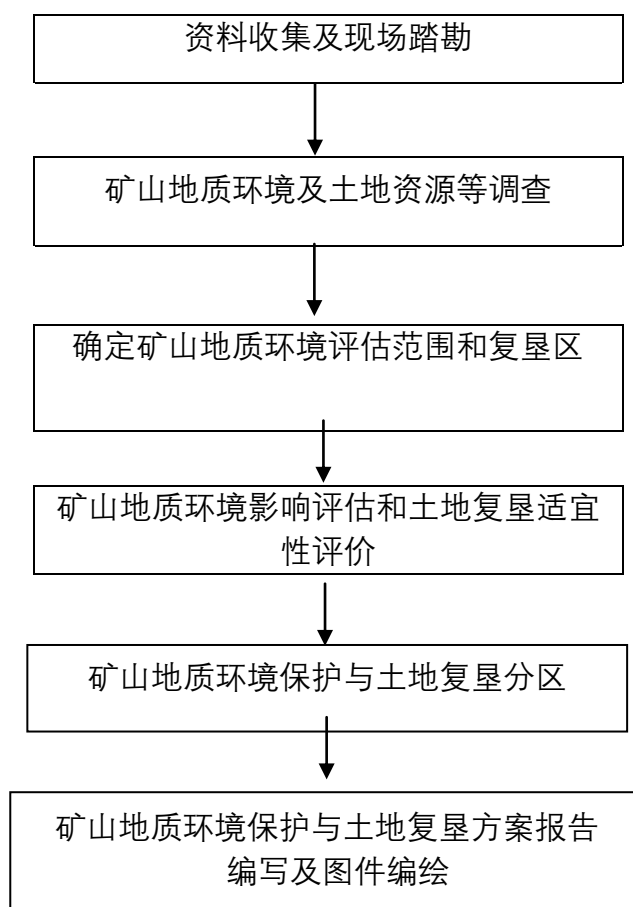 资料收集及现场踏勘
矿山地质环境及土地资源等调查
确定矿山地质环境评估范围和复垦区
矿山地质环境影响评估和土地复垦适宜
性评价
矿山地质环境保护与土地复垦分区
矿山地质环境保护与土地复垦方案报告
编写及图件编绘